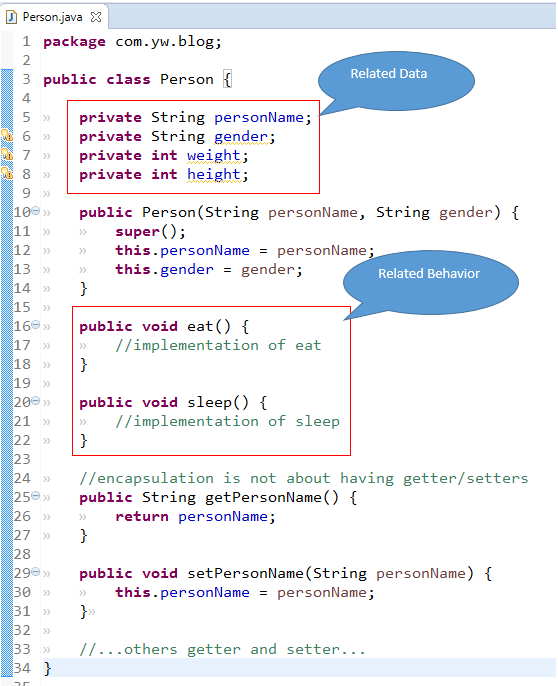 Person.java
1 package com.yw.blog;
2
3 public class Person {
4
5 private String personName;
6 private String gender;
7 private int weight;
8 private int height;
9
Related Data
10 public Person(String personName, String gender) {
11 super();
12 this.personName = personName;
13 this.gender = gender;
14 }
15
Related Behavior
16 public void eat() {
17 //implementation of eat
18 }
19
20 public void sleep() {
21 //implementation of sleep
22 }
23
24 //encapsulation is not about having getter/setters
25 public String getPersonName() {
26 return personName;
27 }
28
29 public void setPersonName(String personName) {
30 this.personName = personName;
31 }
32
33 //...others getter and setter...
34 }
35